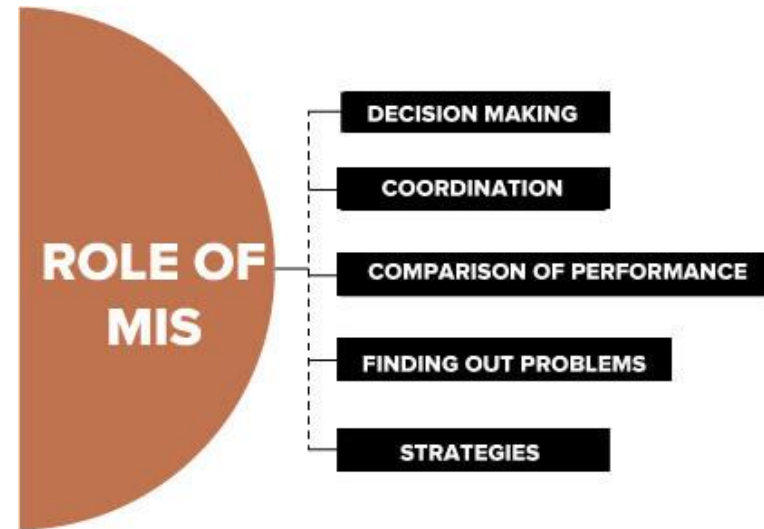 ROLE OF
MIS
DECISION MAKING
COORDINATION
COMPARISON OF PERFORMANCE
FINDING OUT PROBLEMS
STRATEGIES